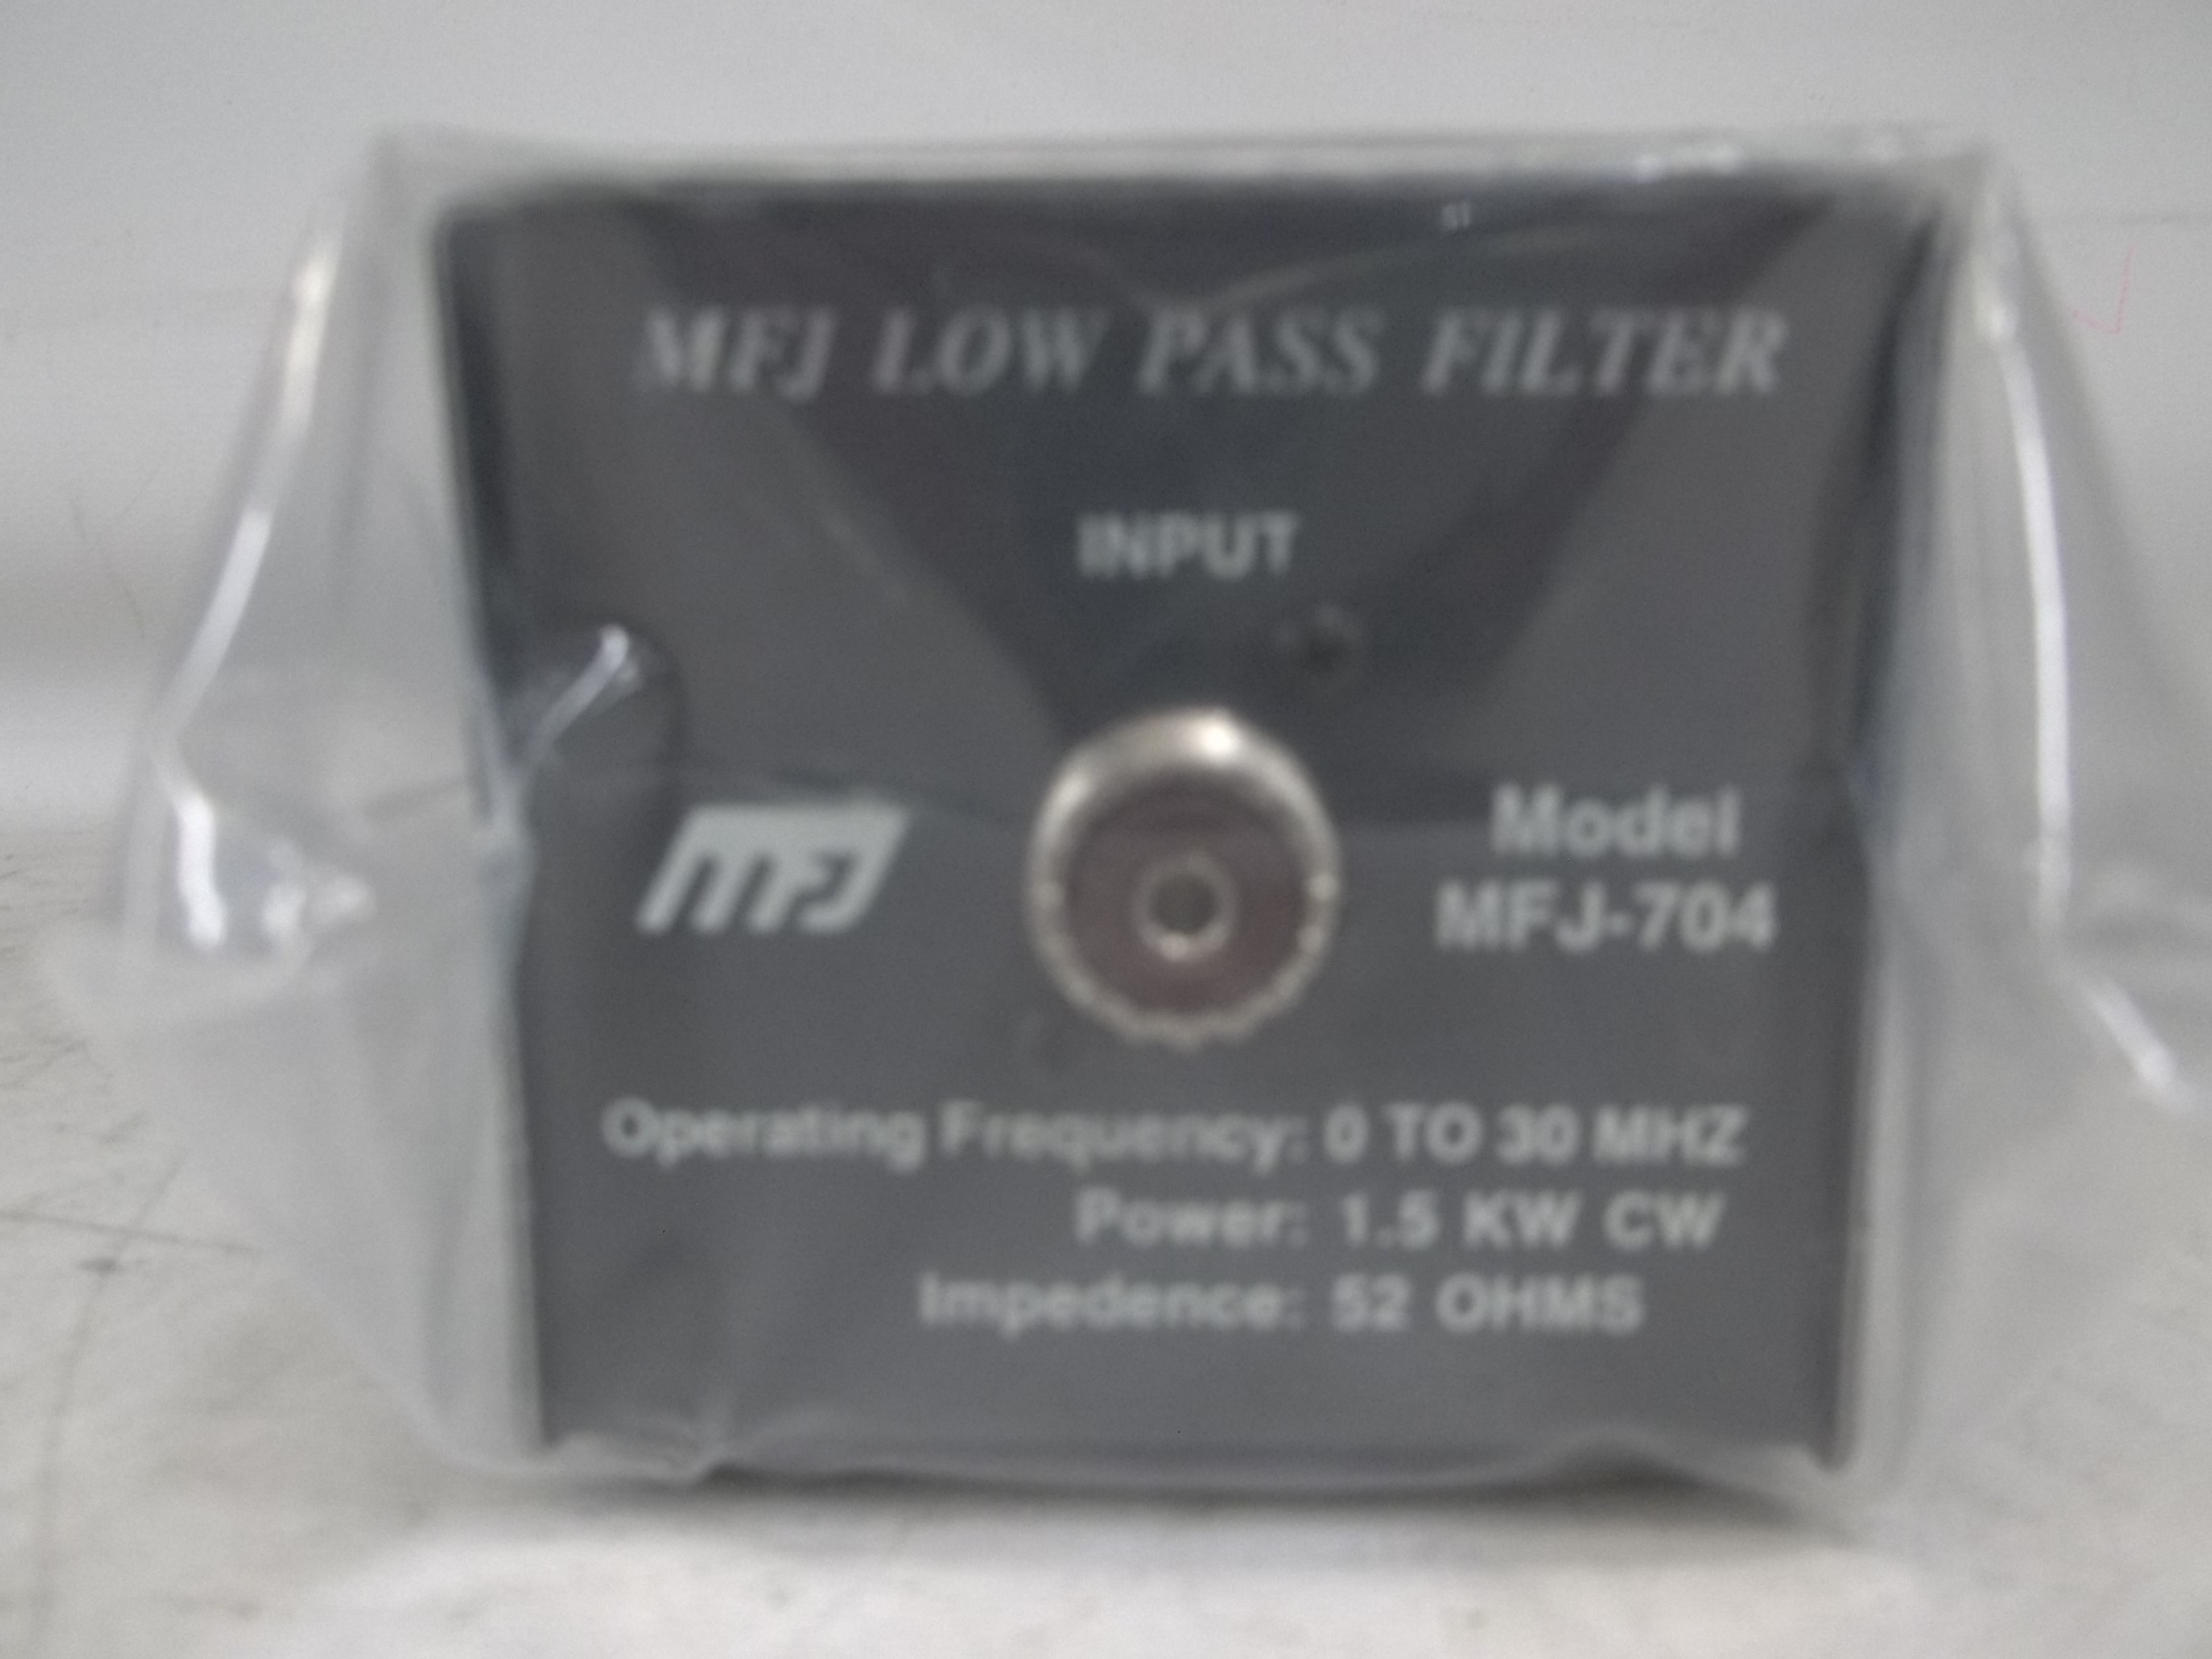 MFJ LOW PASS FILTER
INPUT
MFJ
Model
MFJ-704
Operating Frequency: 0 TO 30 MHZ
Power: 1.5 KW CW
Impedence: 52 OHMS